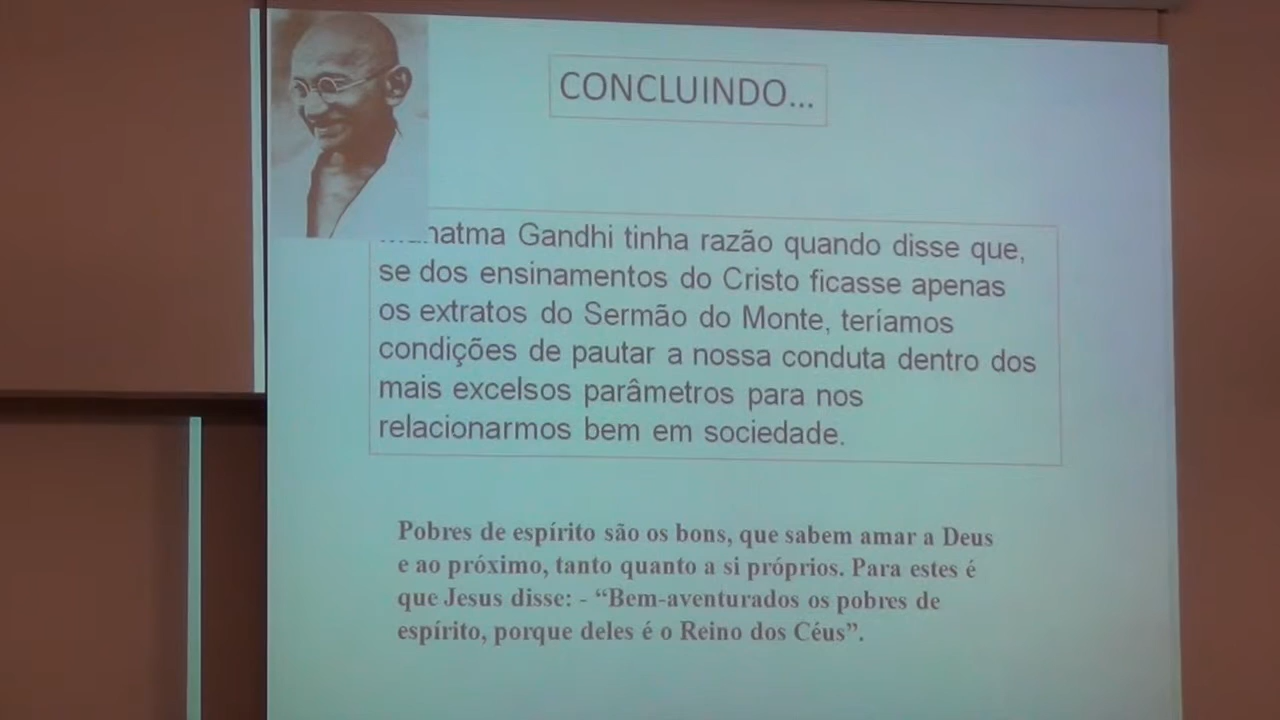 CONCLUINDO...
Gandhi tinha razão quando disse que,
se dos ensinamentos do Cristo ficasse apenas
os extratos do Sermão do Monte, teríamos
condições de pautar a nossa conduta dentro dos
mais excelsos parâmetros para nos
relacionarmos bem em sociedade.
Pobres de espírito são os bons, que sabem amar a Deus
e ao próximo, tanto quanto a si próprios. Para estes é
que Jesus disse: - “Bem-aventurados os pobres de
espírito, porque deles é o Reino dos Céus”.